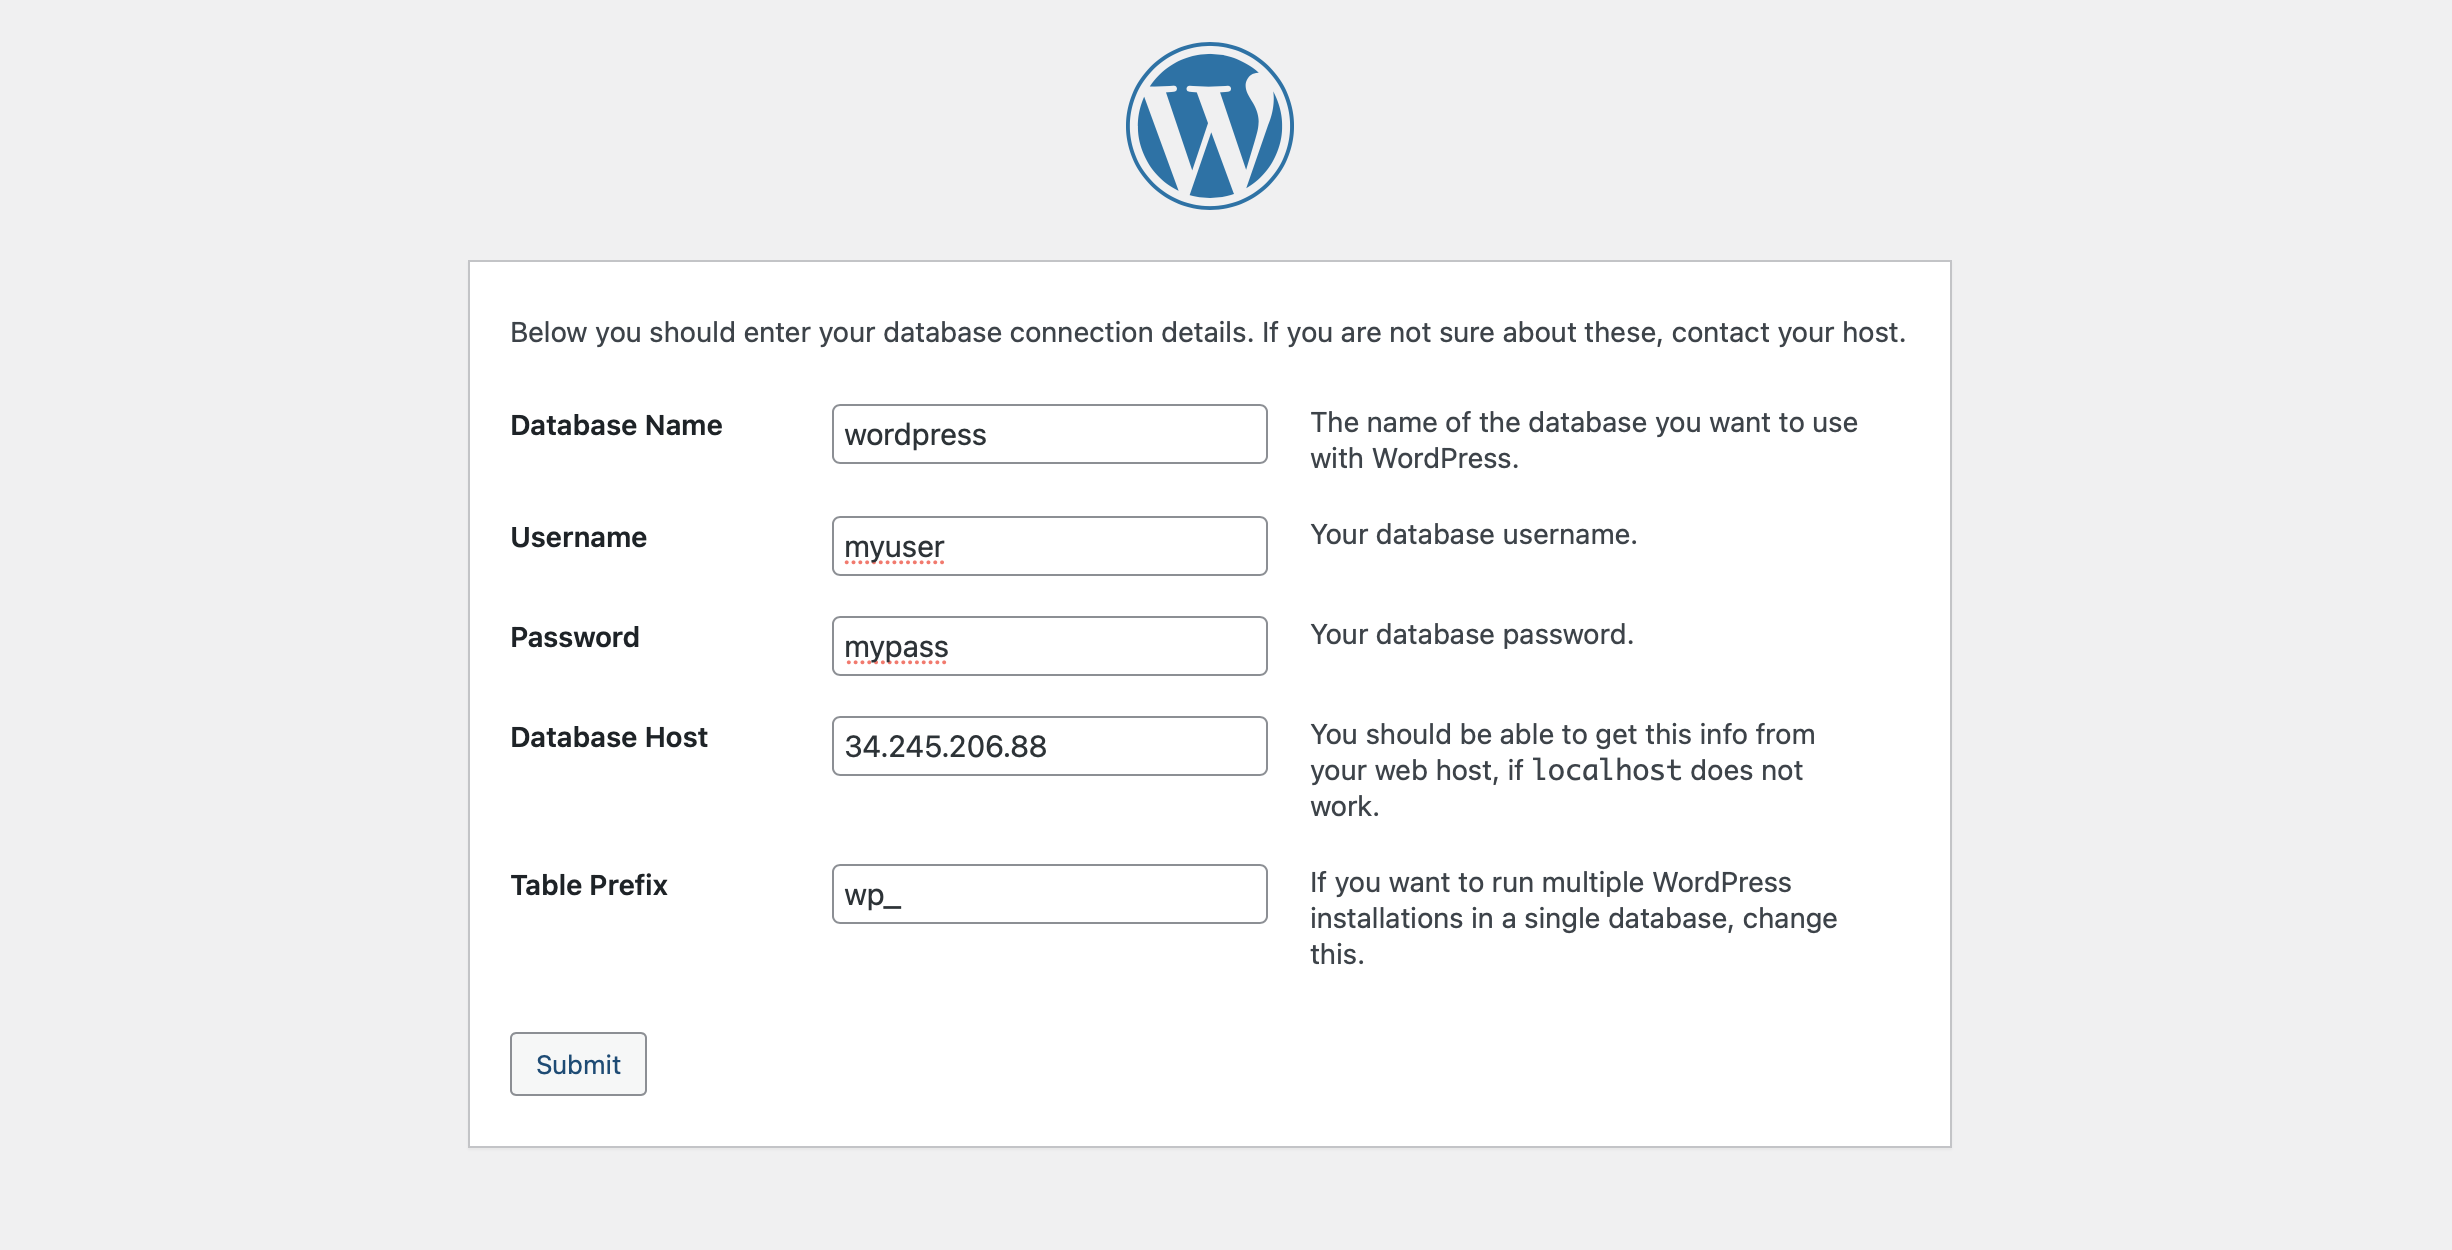 Below you should enter your database connection details. If you are not sure about these, contact your host.
Database Name
wordpress
The name of the database you want to use
with WordPress.
Username
myuser
Your database username.
Password
mypass
Your database password.
Database Host
34.245.206.88
You should be able to get this info from
your web host, if localhost does not
work.
Table Prefix
wp_
If you want to run multiple WordPress
installations in a single database, change
this.
Submit